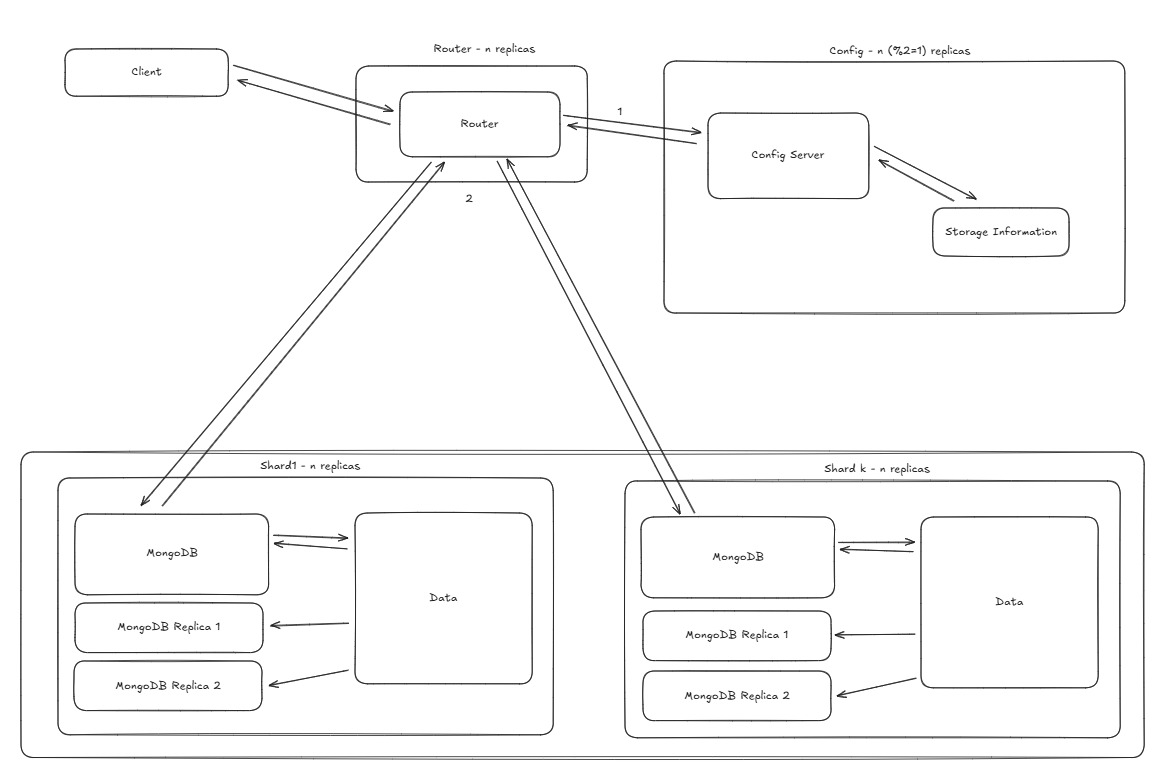 Router - n replicas
Config - n (%2=1) replicas
Client
Router
1
Config Server
2
Storage Information
Shard1 - n replicas
Shard k - n replicas
MongoDB
Data
MongoDB Replica 1
MongoDB Replica 2
MongoDB
Data
MongoDB Replica 1
MongoDB Replica 2